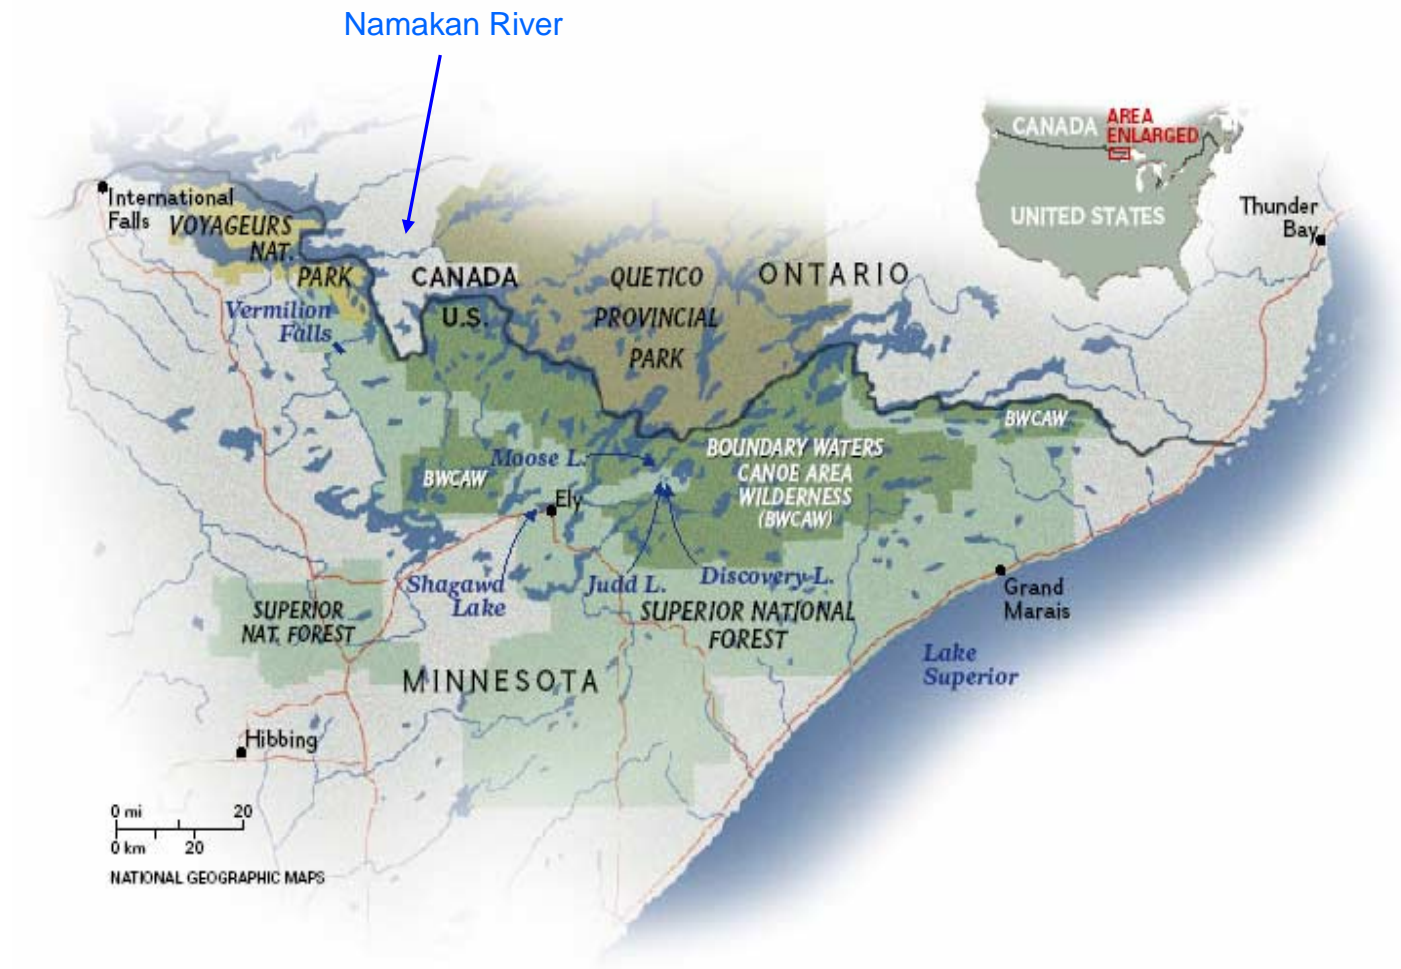 Namakan River
CANADA
AREA
ENLARGED
UNITED STATES
International
Falls
VOYAGEURS
NAT.
PARK
Thunder
Bay
CANADA
U.S.
QUETICO
PROVINCIAL
PARK
ONTARIO
Vermilion
Falls
BWCAW
BOUNDARY WATERS
CANOE AREA
WILDERNESS
(BWCAW)
Moose L.
BWCAW
Ely
Shagawa
Lake
Judd L.
Discovery L.
Grand
Marais
SUPERIOR
NAT. FOREST
SUPERIOR NATIONAL
FOREST
Lake
Superior
MINNESOTA
Hibbing
0 mi 20
0 km 20
NATIONAL GEOGRAPHIC MAPS